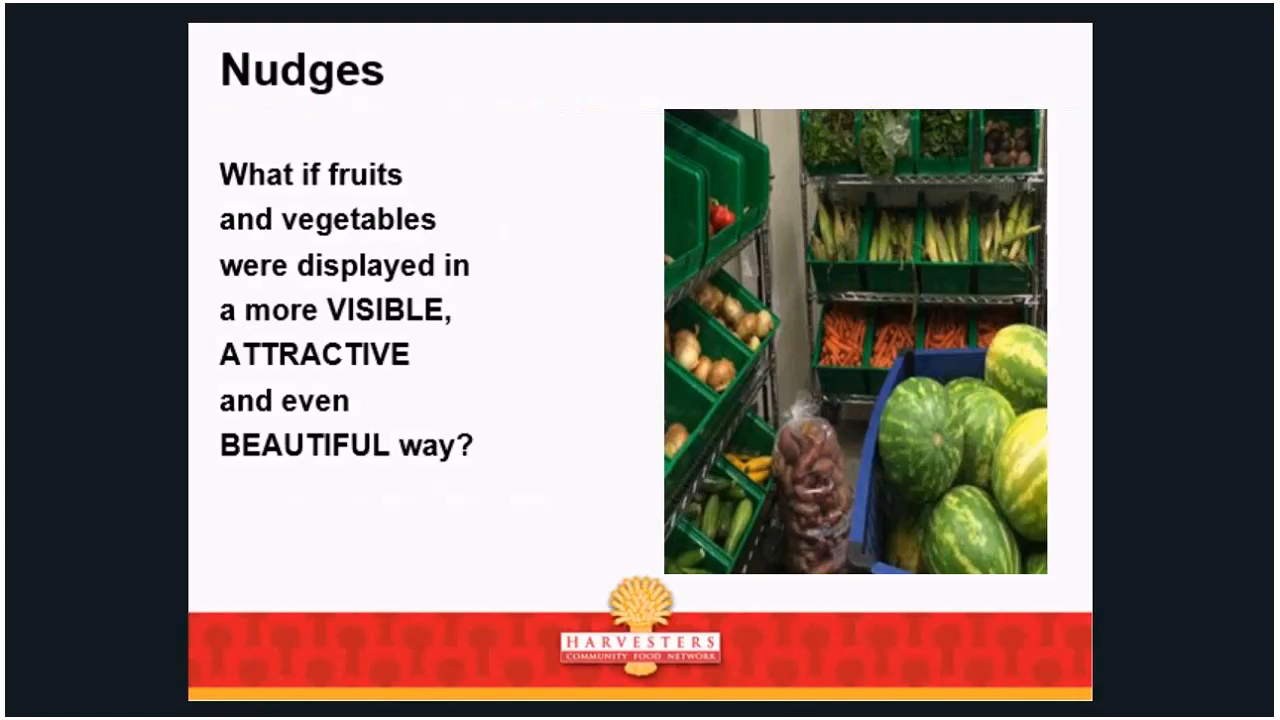 Nudges
What if fruits
and vegetables
were displayed in
a more VISIBLE,
ATTRACTIVE
and even
BEAUTIFUL way?
HARVESTERS
COMMUNITY FOOD NETWORK